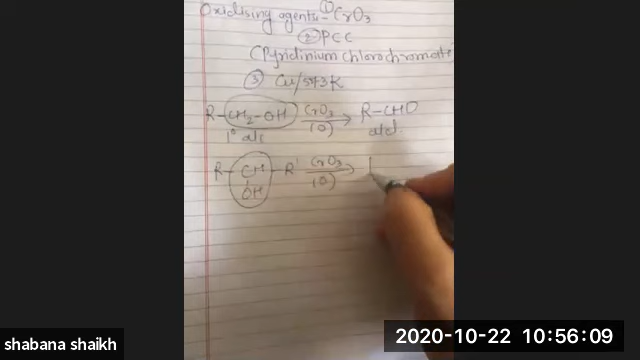 Oxidising agents - ① CrO3
② PCC
(Pyridinium chlorochromate)
③ Cu/573K
R-CH2-OH CrO3 (O) → R-CHO
1° alc ald.
R-CH-R' CrO3 (O) →
OH
shabana shaikh
2020-10-22 10:56:09